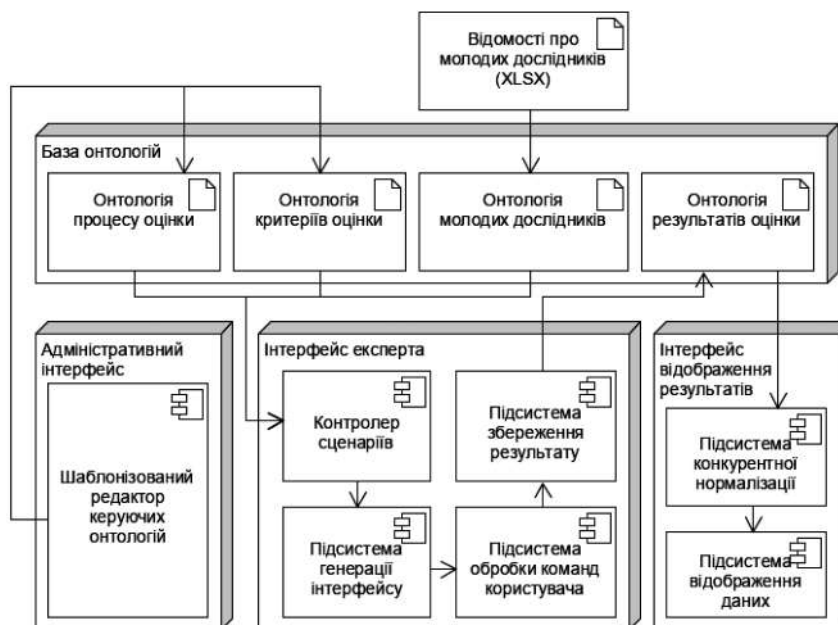 Відомості про
молодих дослідників
(XLSX)
База онтологій
Онтологія
процесу оцінки
Онтологія
критеріїв оцінки
Онтологія
молодих дослідників
Онтологія
результатів оцінки
Адміністративний
інтерфейс
Шаблонізований
редактор
керуючих
онтологій
Інтерфейс експерта
Контролер
сценаріїв
Підсистема
збереження
результату
Підсистема
генерації
інтерфейсу
Підсистема
обробки команд
користувача
Інтерфейс
відображення
результатів
Підсистема
конкурентної
нормалізації
Підсистема
відображення
даних